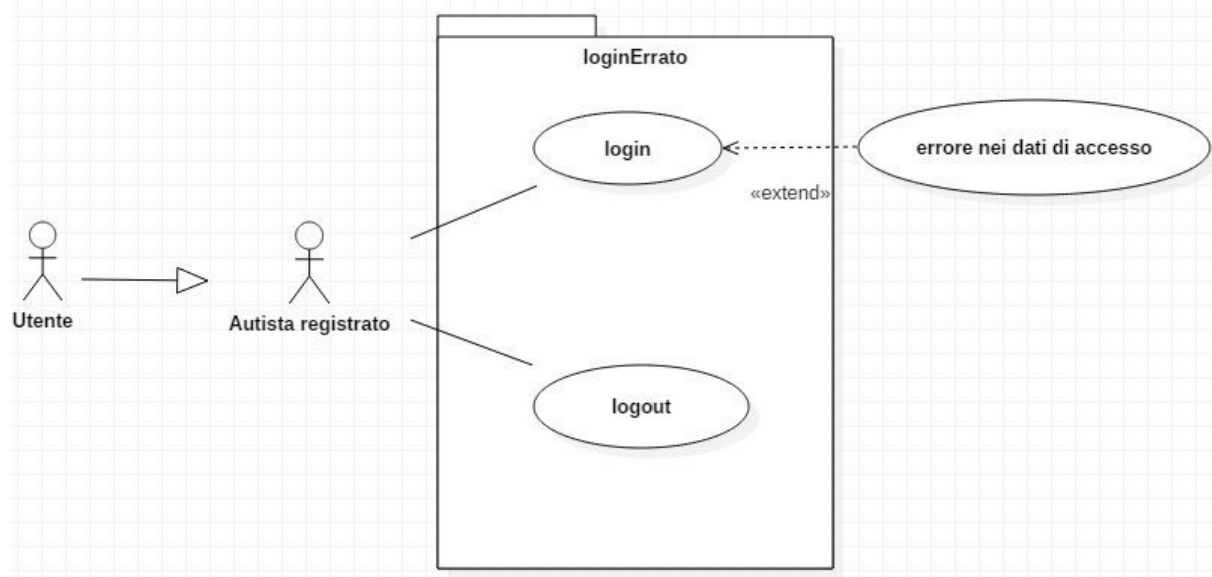 loginErrato
login
errore nei dati di accesso
«extend»
Utente
Autista registrato
logout